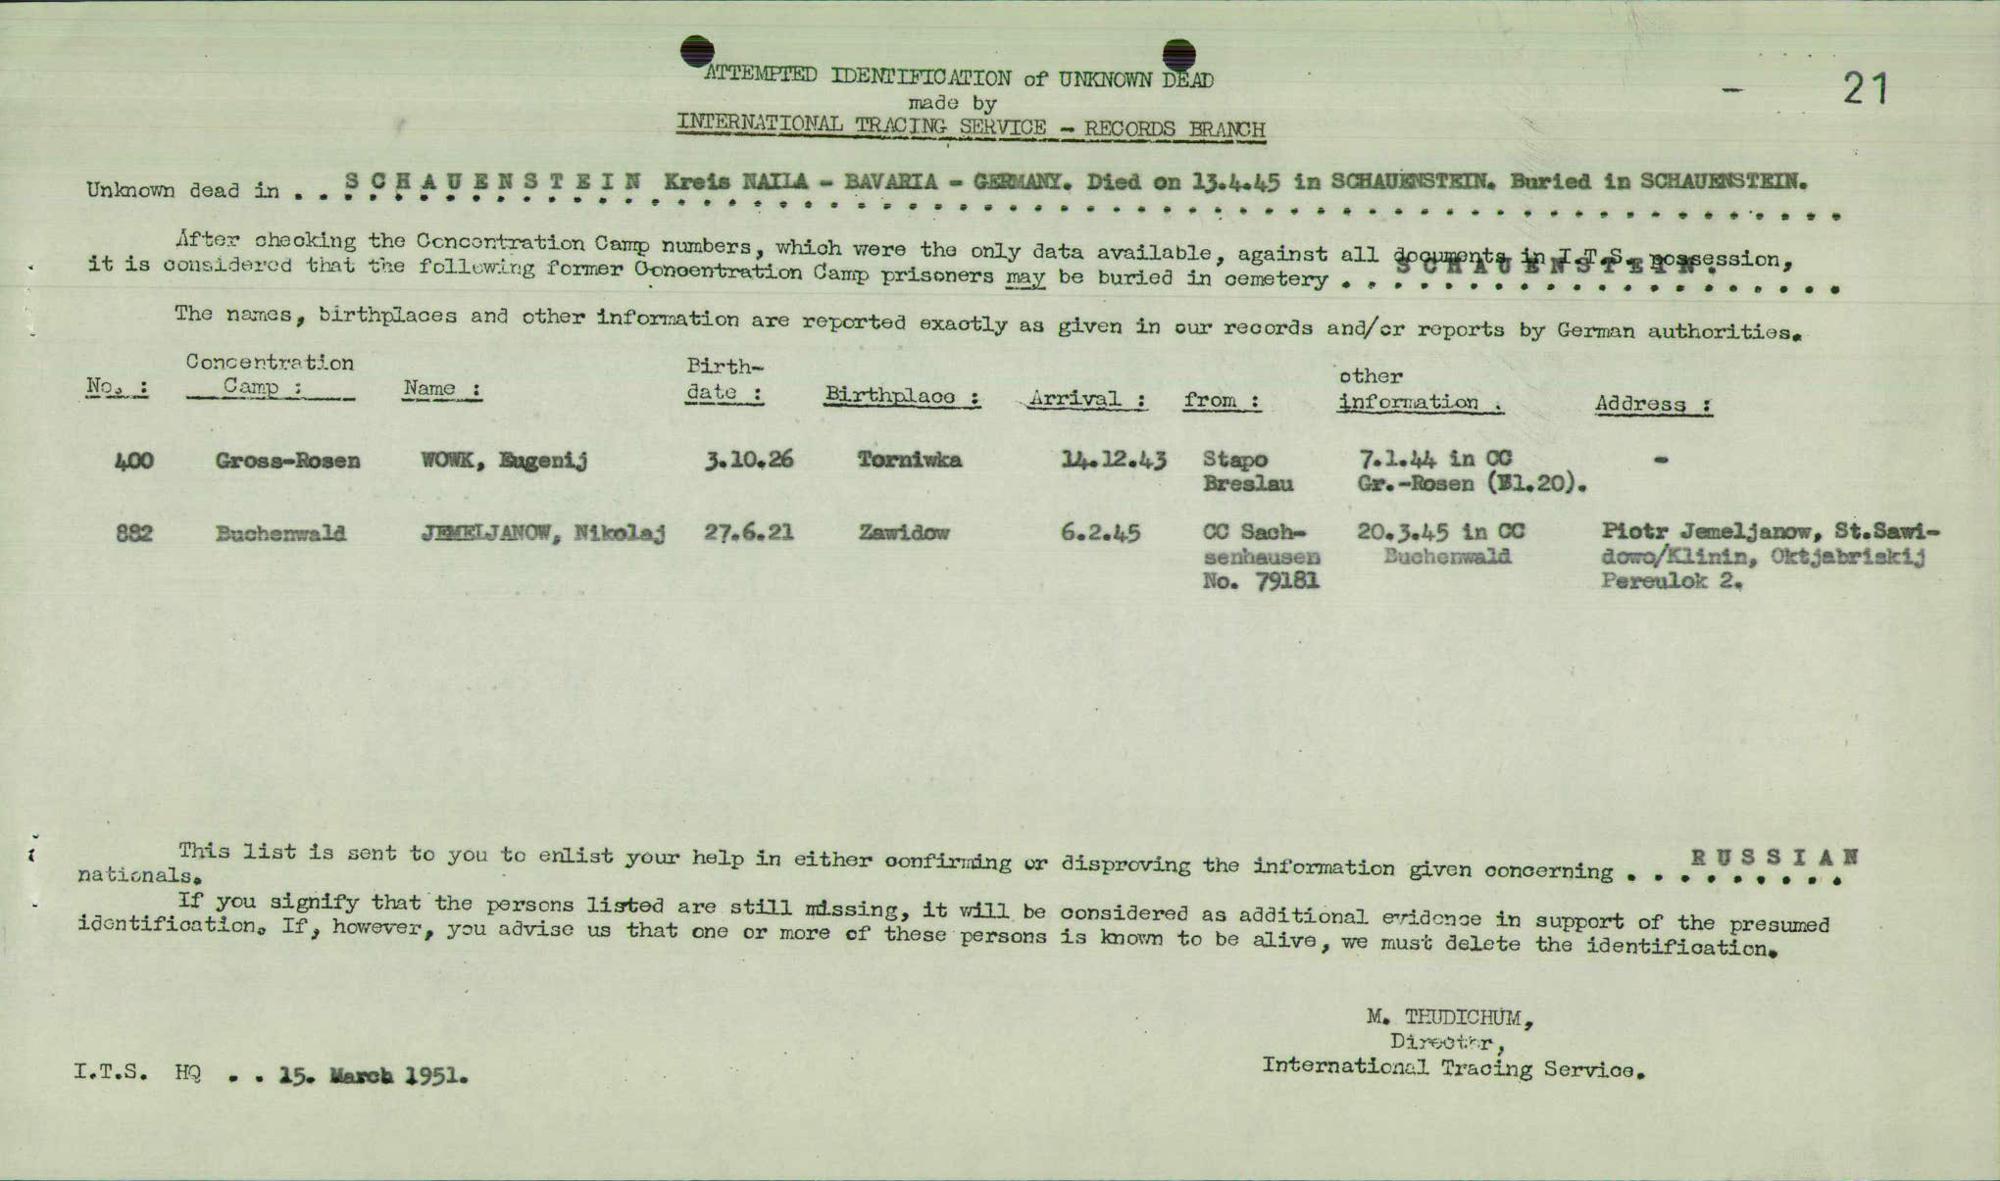 21
ATTEMPTED IDENTIFICATION of UNKNOWN DEAD
made by
INTERNATIONAL TRACING SERVICE - RECORDS BRANCH
Unknown dead in . . S C H A U E N S T E I N Kreis NAILA - BAVARIA - GERMANY. Died on 13.4.45 in SCHAUENSTEIN. Buried in SCHAUENSTEIN.
After checking the Concentration Camp numbers, which were the only data available, against all documents in I.T.S. possession,
it is considered that the following former Concentration Camp prisoners may be buried in cemetery . . S C H A U E N S T E I N .
The names, birthplaces and other information are reported exactly as given in our records and/or reports by German authorities.
No. : Concentration Camp : Name : Birth-date : Birthplace : Arrival : from : other information . Address :
400 Gross-Rosen WOWK, Eugenij 3.10.26 Torniwka 14.12.43 Stapo 7.1.44 in CC -
Breslau Gr.-Rosen (Bl.20).
882 Buchenwald JEMELJANOW, Nikolaj 27.6.21 Zawidow 6.2.45 CC Sach- 20.3.45 in CC Piotr Jemeljanow, St.Sawi-
senhausen Buchenwald dowo/Klinin, Oktjabriskij
No. 79181 Pereulok 2.
This list is sent to you to enlist your help in either confirming or disproving the information given concerning . . R U S S I A N
nationals.
If you signify that the persons listed are still missing, it will be considered as additional evidence in support of the presumed
identification. If, however, you advise us that one or more of these persons is known to be alive, we must delete the identification.
M. THUDICHUM,
Director,
International Tracing Service.
I.T.S. HQ . . 15. March 1951.